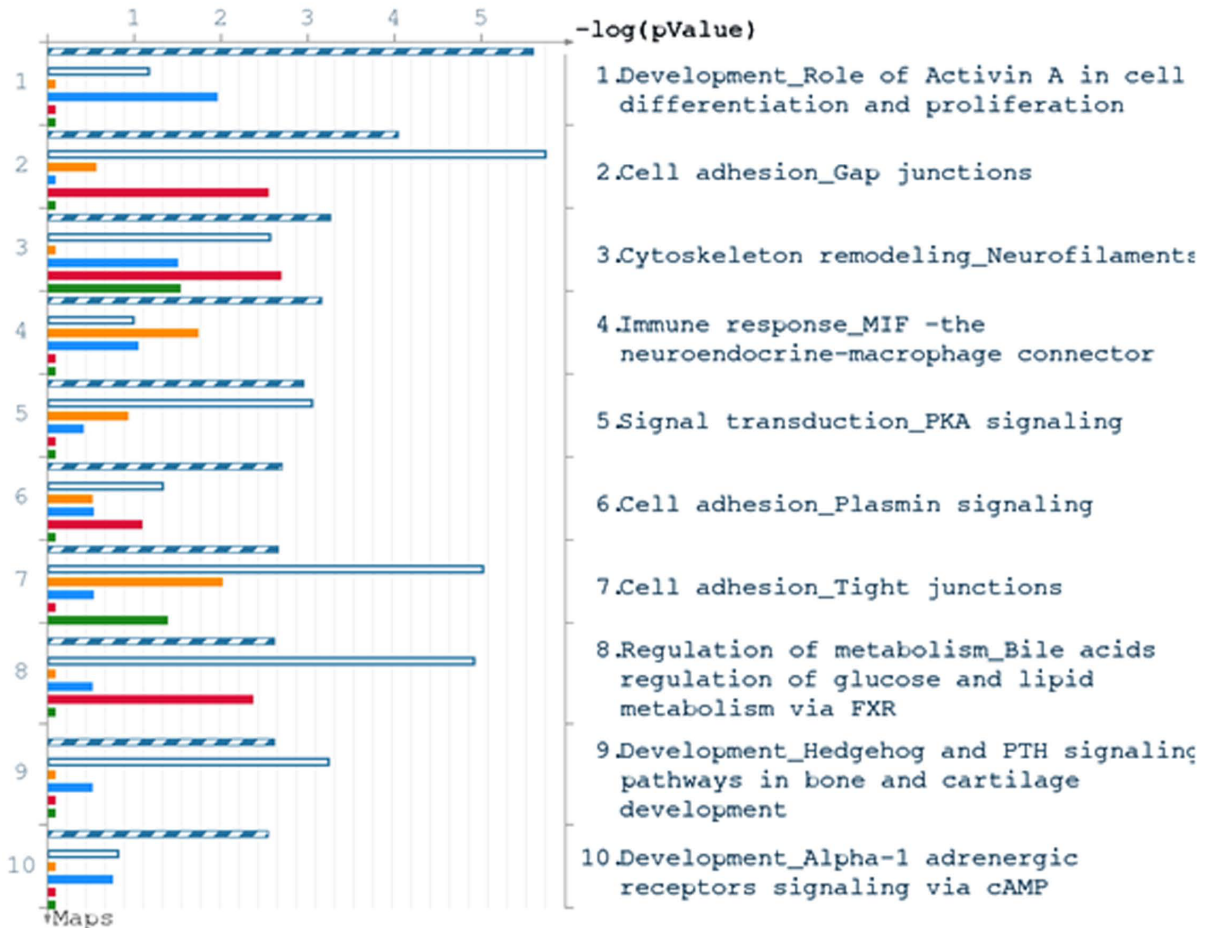 1 2 3 4 5
-log(pValue)
1
2
3
4
5
6
7
8
9
10
Maps
1.Development_Role of Activin A in cell
differentiation and proliferation
2.Cell adhesion_Gap junctions
3.Cytoskeleton remodeling_Neurofilaments
4.Immune response_MIF -the
neuroendocrine-macrophage connector
5.Signal transduction_PKA signaling
6.Cell adhesion_Plasmin signaling
7.Cell adhesion_Tight junctions
8.Regulation of metabolism_Bile acids
regulation of glucose and lipid
metabolism via FXR
9.Development_Hedgehog and PTH signaling
pathways in bone and cartilage
development
10.Development_Alpha-1 adrenergic
receptors signaling via cAMP